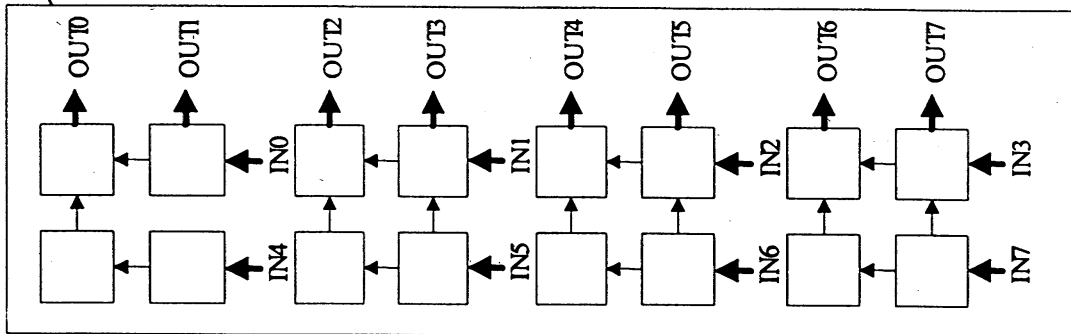 OUT0
OUT1
OUT2
OUT3
OUT4
OUT5
OUT6
OUT7
IN0
IN1
IN2
IN3
IN4
IN5
IN6
IN7